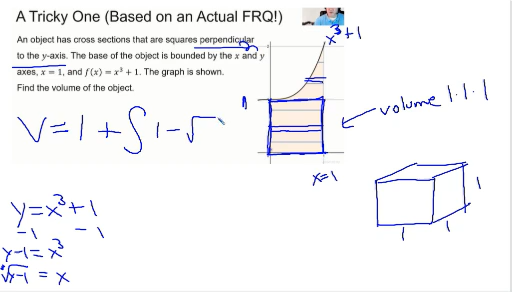 A Tricky One (Based on an Actual FRQ!)
An object has cross sections that are squares perpendicular
to the y-axis. The base of the object is bounded by the x and y
axes, x = 1, and f(x) = x³ + 1. The graph is shown.
Find the volume of the object.
x³+1
1
volume 1·1·1
V = 1 + ∫ 1 - √
x=1
1
1
1
y = x³ + 1
-1 -1
y-1 = x³
∛y-1 = x